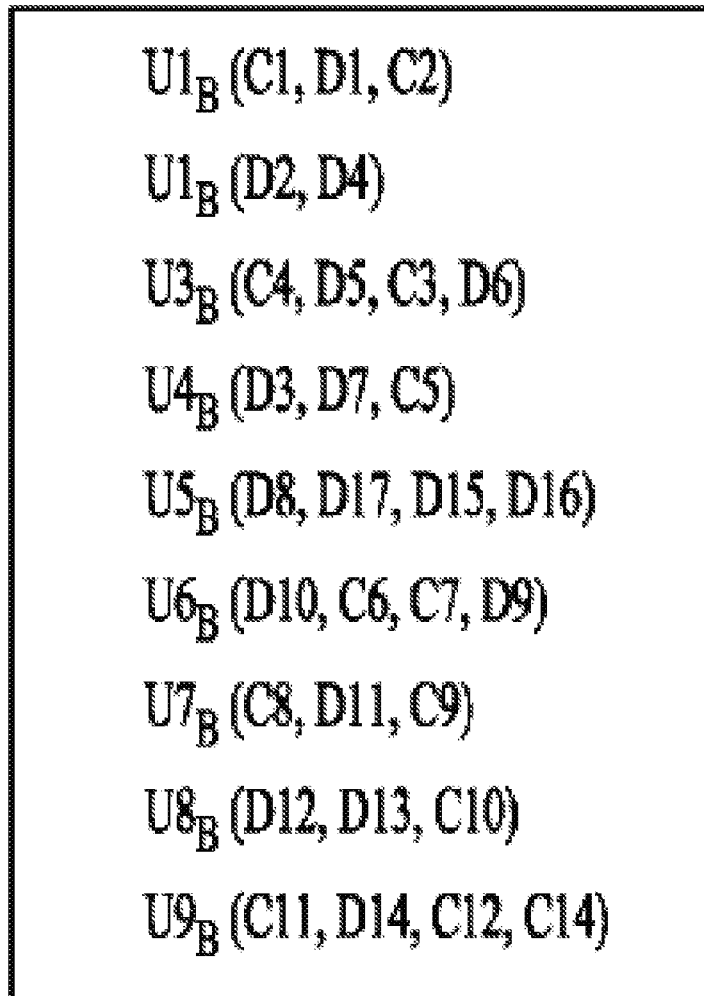 U1B (C1, D1, C2)
U1B (D2, D4)
U3B (C4, D5, C3, D6)
U4B (D3, D7, C5)
U5B (D8, D17, D15, D16)
U6B (D10, C6, C7, D9)
U7B (C8, D11, C9)
U8B (D12, D13, C10)
U9B (C11, D14, C12, C14)